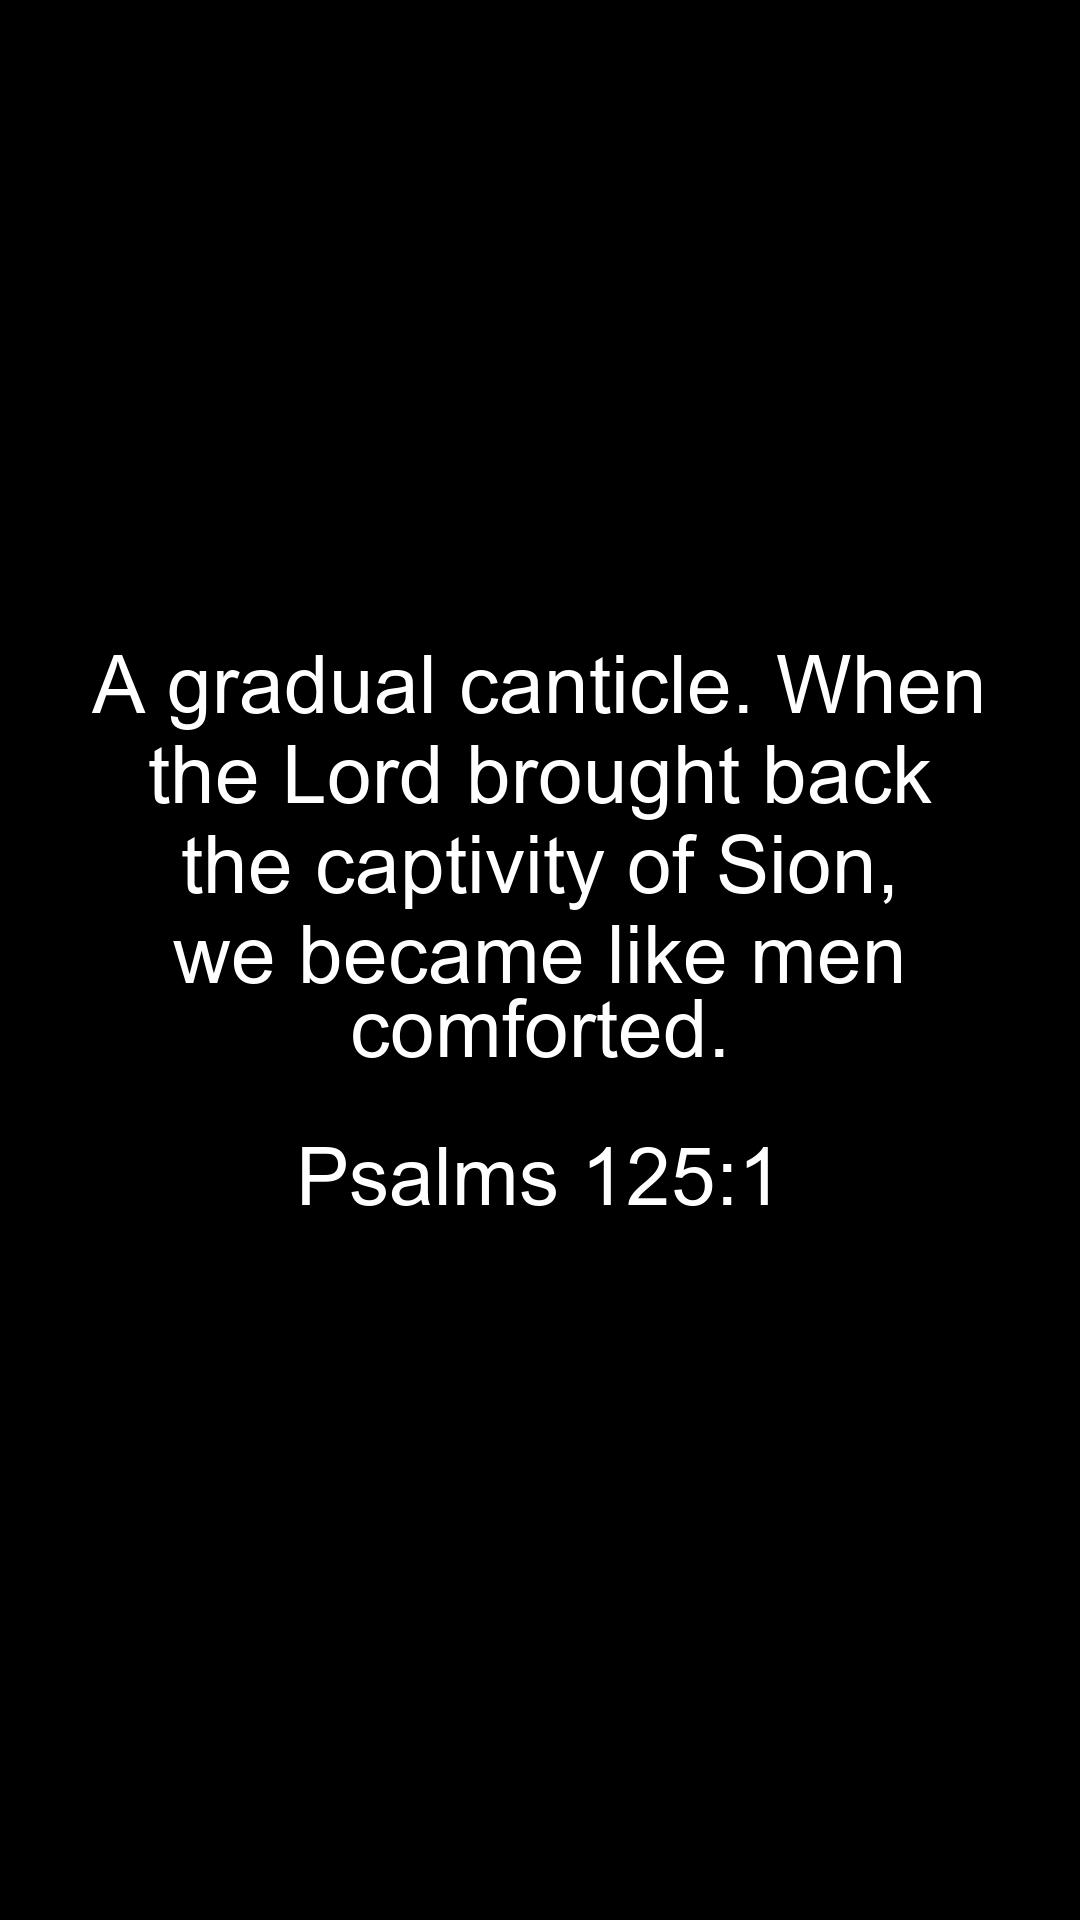 A gradual canticle. When
the Lord brought back
the captivity of Sion,
we became like men
comforted.
Psalms 125:1